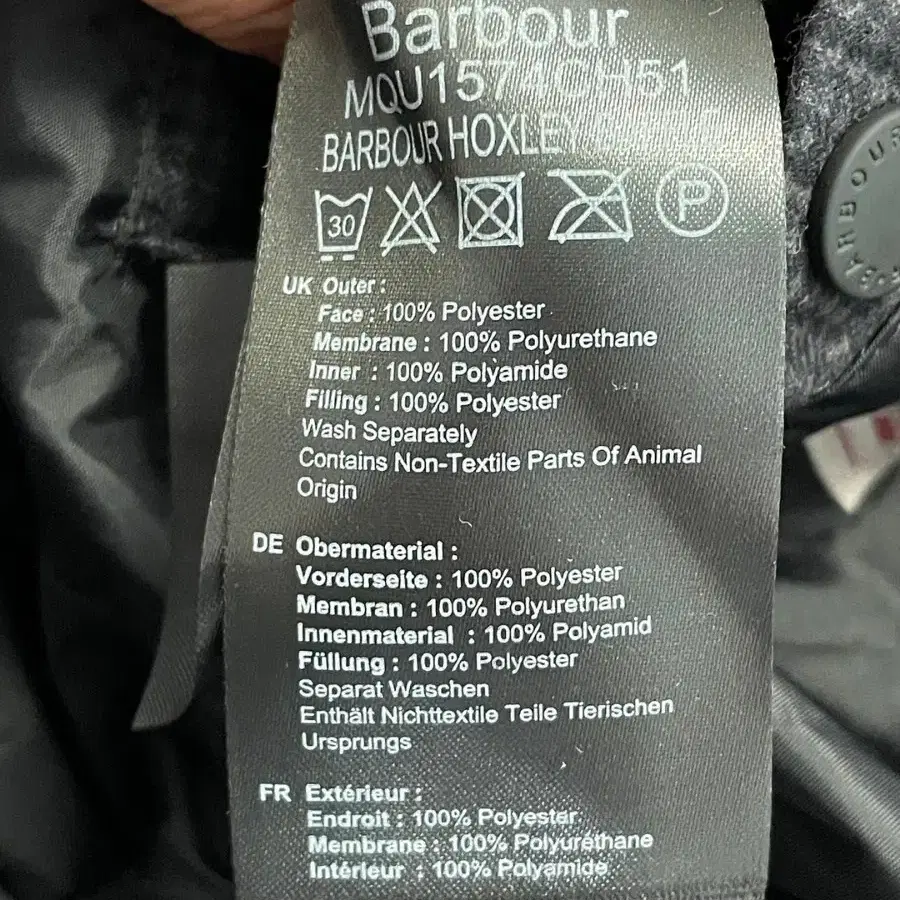 Barbour
MQU1574CH51
BARBOUR HOXLEY
30
P
UK Outer :
Face : 100% Polyester
Membrane : 100% Polyurethane
Inner : 100% Polyamide
Filling : 100% Polyester
Wash Separately
Contains Non-Textile Parts Of Animal
Origin
DE Obermaterial :
Vorderseite : 100% Polyester
Membran : 100% Polyurethan
Innenmaterial : 100% Polyamid
Füllung : 100% Polyester
Separat Waschen
Enthält Nichttextile Teile Tierischen
Ursprungs
FR Extérieur :
Endroit : 100% Polyester
Membrane : 100% Polyuréthane
Intérieur : 100% Polyamide
BARBOUR